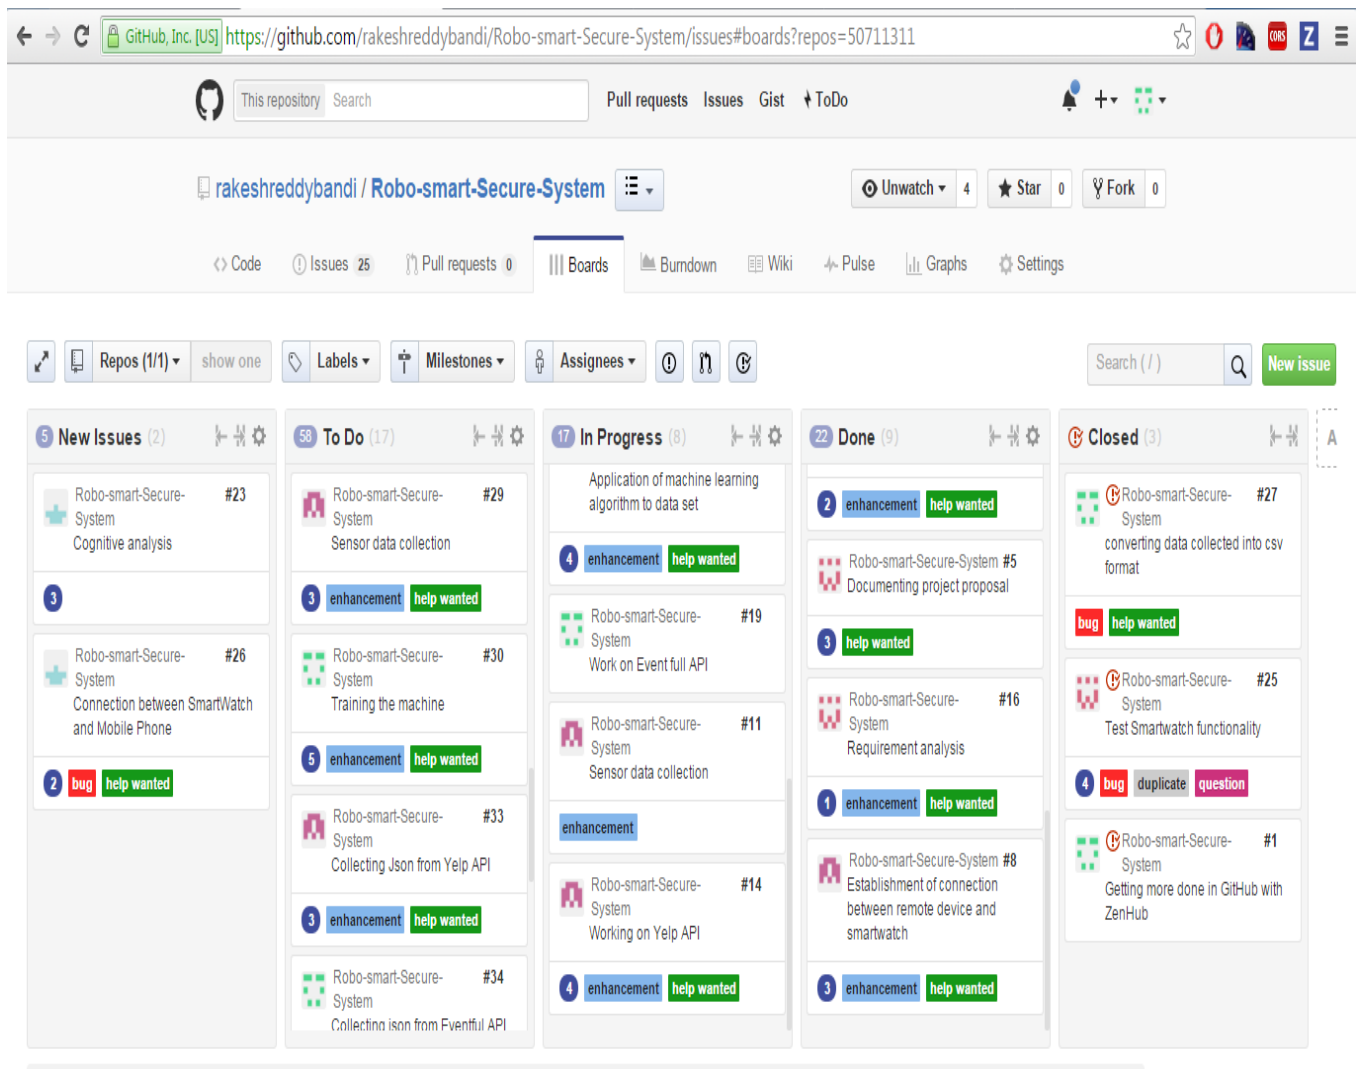 GitHub, Inc. [US] https://github.com/rakeshreddybandi/Robo-smart-Secure-System/issues#boards?repos=50711311
CORS
Z
This repository Search
Pull requests Issues Gist ToDo
rakeshreddybandi / Robo-smart-Secure-System
Unwatch 4 Star 0 Fork 0
Code Issues 25 Pull requests 0 Boards Burndown Wiki Pulse Graphs Settings
Repos (1/1) show one Labels Milestones Assignees
Search ( / ) New issue
5 New Issues (2)
Robo-smart-Secure- #23
System
Cognitive analysis
3
Robo-smart-Secure- #26
System
Connection between SmartWatch
and Mobile Phone
2 bug help wanted
58 To Do (17)
Robo-smart-Secure- #29
System
Sensor data collection
3 enhancement help wanted
Robo-smart-Secure- #30
System
Training the machine
5 enhancement help wanted
Robo-smart-Secure- #33
System
Collecting Json from Yelp API
3 enhancement help wanted
Robo-smart-Secure- #34
System
Collecting json from Eventful API
17 In Progress (8)
Application of machine learning
algorithm to data set
4 enhancement help wanted
Robo-smart-Secure- #19
System
Work on Event full API
Robo-smart-Secure- #11
System
Sensor data collection
enhancement
Robo-smart-Secure- #14
System
Working on Yelp API
4 enhancement help wanted
22 Done (9)
2 enhancement help wanted
Robo-smart-Secure-System #5
Documenting project proposal
3 help wanted
Robo-smart-Secure- #16
System
Requirement analysis
1 enhancement help wanted
Robo-smart-Secure-System #8
Establishment of connection
between remote device and
smartwatch
3 enhancement help wanted
Closed (3)
Robo-smart-Secure- #27
System
converting data collected into csv
format
bug help wanted
Robo-smart-Secure- #25
System
Test Smartwatch functionality
4 bug duplicate question
Robo-smart-Secure- #1
System
Getting more done in GitHub with
ZenHub
A